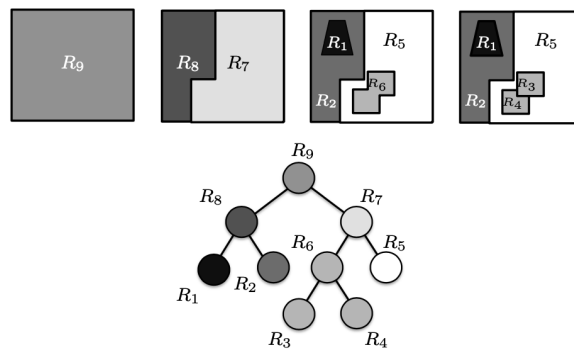 R₉
R₈ R₇
R₁ R₅
R₆
R₂
R₁ R₅
R₃
R₂ R₄
R₉
R₈ R₇
R₆ R₅
R₁ R₂
R₃ R₄